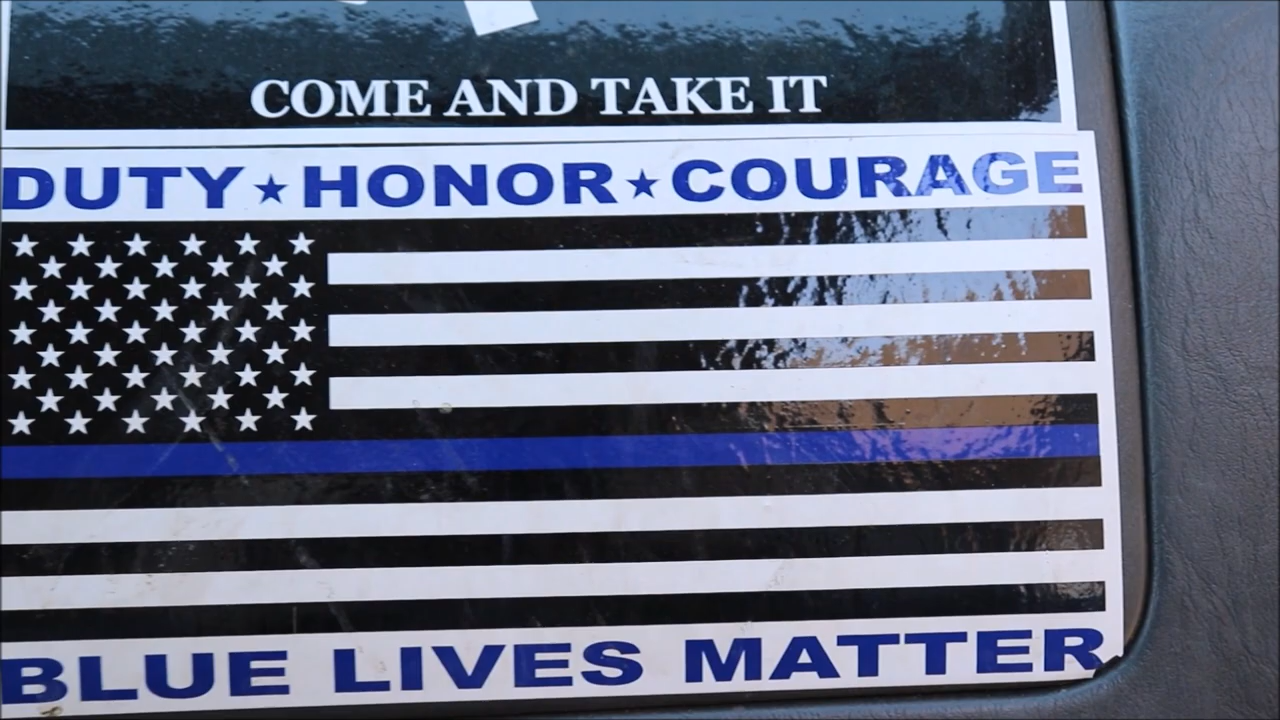 COME AND TAKE IT
DUTY★HONOR★COURAGE
BLUE LIVES MATTER